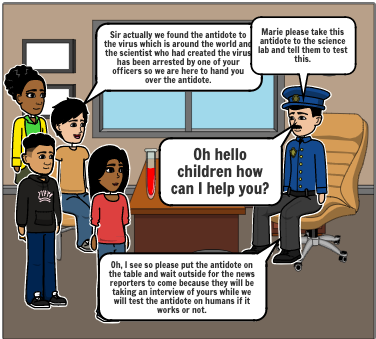 Sir actually we found the antidote to
the virus which is around the world and
the scientist who had created the virus
has been arrested by one of your
officers so we are here to hand you
over the antidote.
Marie please take this
antidote to the science
lab and tell them to test
this.
Oh hello
children how
can I help you?
Oh, I see so please put the antidote on
the table and wait outside for the news
reporters to come because they will be
taking an interview of yours while we
will test the antidote on humans if it
works or not.